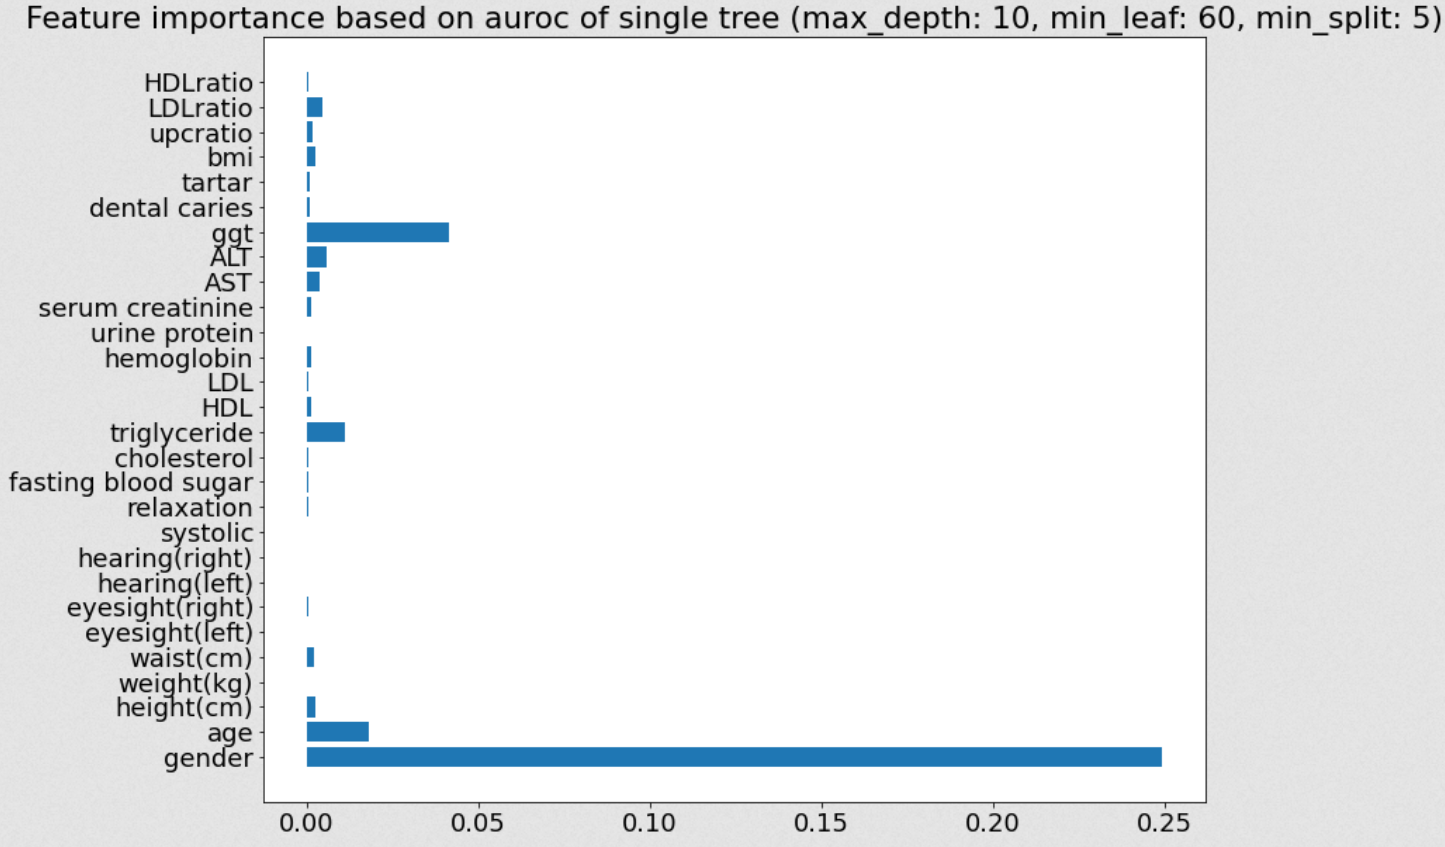 Feature importance based on auroc of single tree (max_depth: 10, min_leaf: 60, min_split: 5)
HDLratio
LDLratio
upcratio
bmi
tartar
dental caries
ggt
ALT
AST
serum creatinine
urine protein
hemoglobin
LDL
HDL
triglyceride
cholesterol
fasting blood sugar
relaxation
systolic
hearing(right)
hearing(left)
eyesight(right)
eyesight(left)
waist(cm)
weight(kg)
height(cm)
age
gender
0.00 0.05 0.10 0.15 0.20 0.25